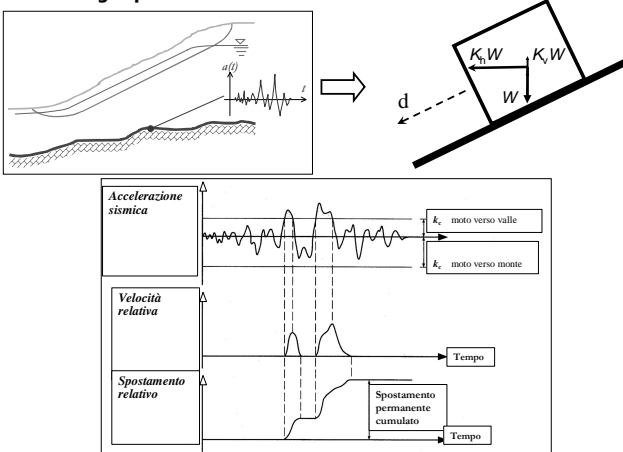 a(t)
t
K_h W
K_v W
W
d
Accelerazione
sismica
k_c moto verso valle
k_c moto verso monte
Velocità
relativa
Tempo
Spostamento
relativo
Spostamento
permanente
cumulato
Tempo